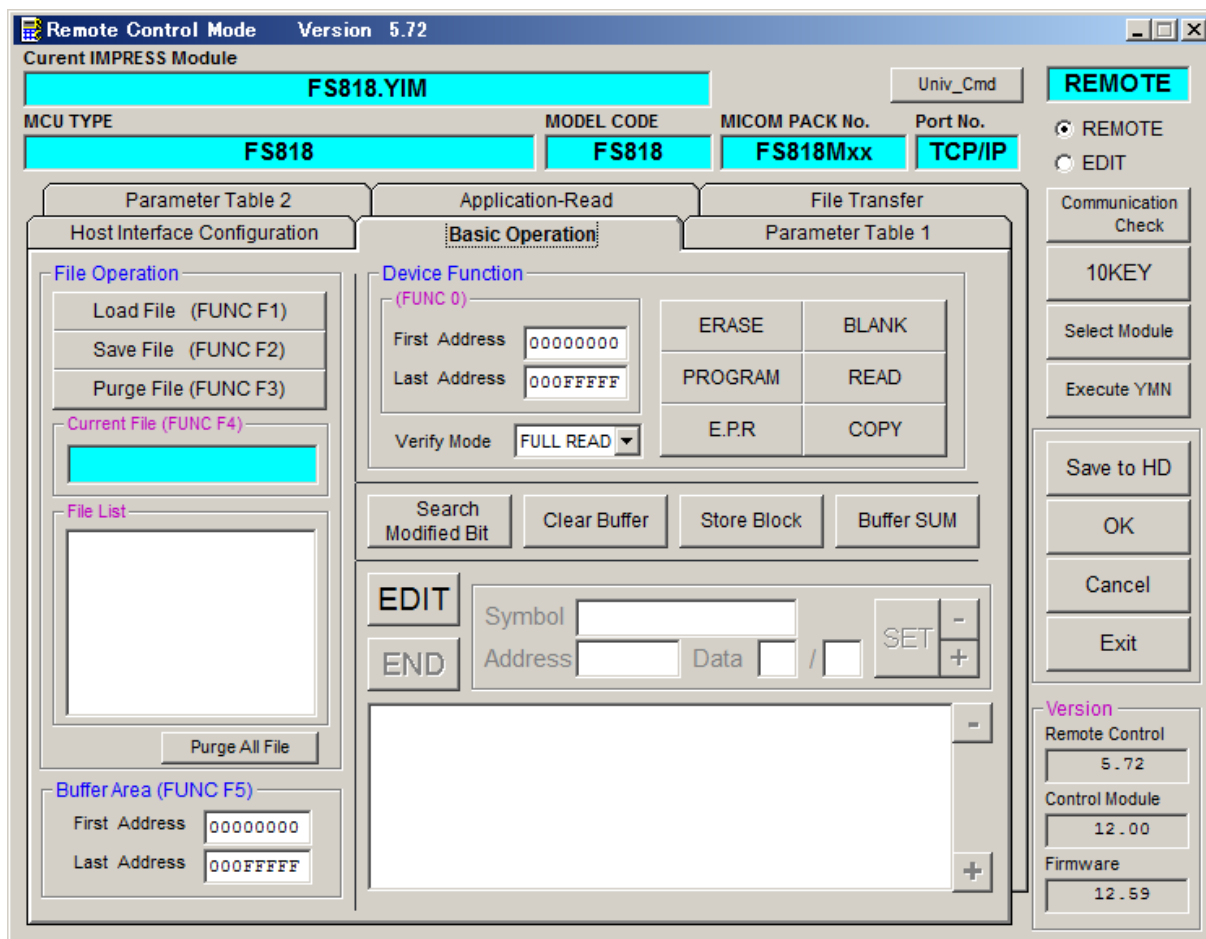 Remote Control Mode Version 5.72
Curent IMPRESS Module
FS818.YIM
Univ_Cmd
REMOTE
MCU TYPE
MODEL CODE
MICOM PACK No.
Port No.
FS818
FS818
FS818Mxx
TCP/IP
REMOTE
EDIT
Parameter Table 2
Application-Read
File Transfer
Host Interface Configuration
Basic Operation
Parameter Table 1
File Operation
Load File (FUNC F1)
Save File (FUNC F2)
Purge File (FUNC F3)
Current File (FUNC F4)
File List
Purge All File
Buffer Area (FUNC F5)
First Address
00000000
Last Address
000FFFFF
Device Function
(FUNC 0)
First Address
00000000
Last Address
000FFFFF
Verify Mode
FULL READ
ERASE
BLANK
PROGRAM
READ
E.P.R
COPY
Search
Modified Bit
Clear Buffer
Store Block
Buffer SUM
EDIT
END
Symbol
Address
Data
/
SET
-
+
-
+
Communication
Check
10KEY
Select Module
Execute YMN
Save to HD
OK
Cancel
Exit
Version
Remote Control
5.72
Control Module
12.00
Firmware
12.59